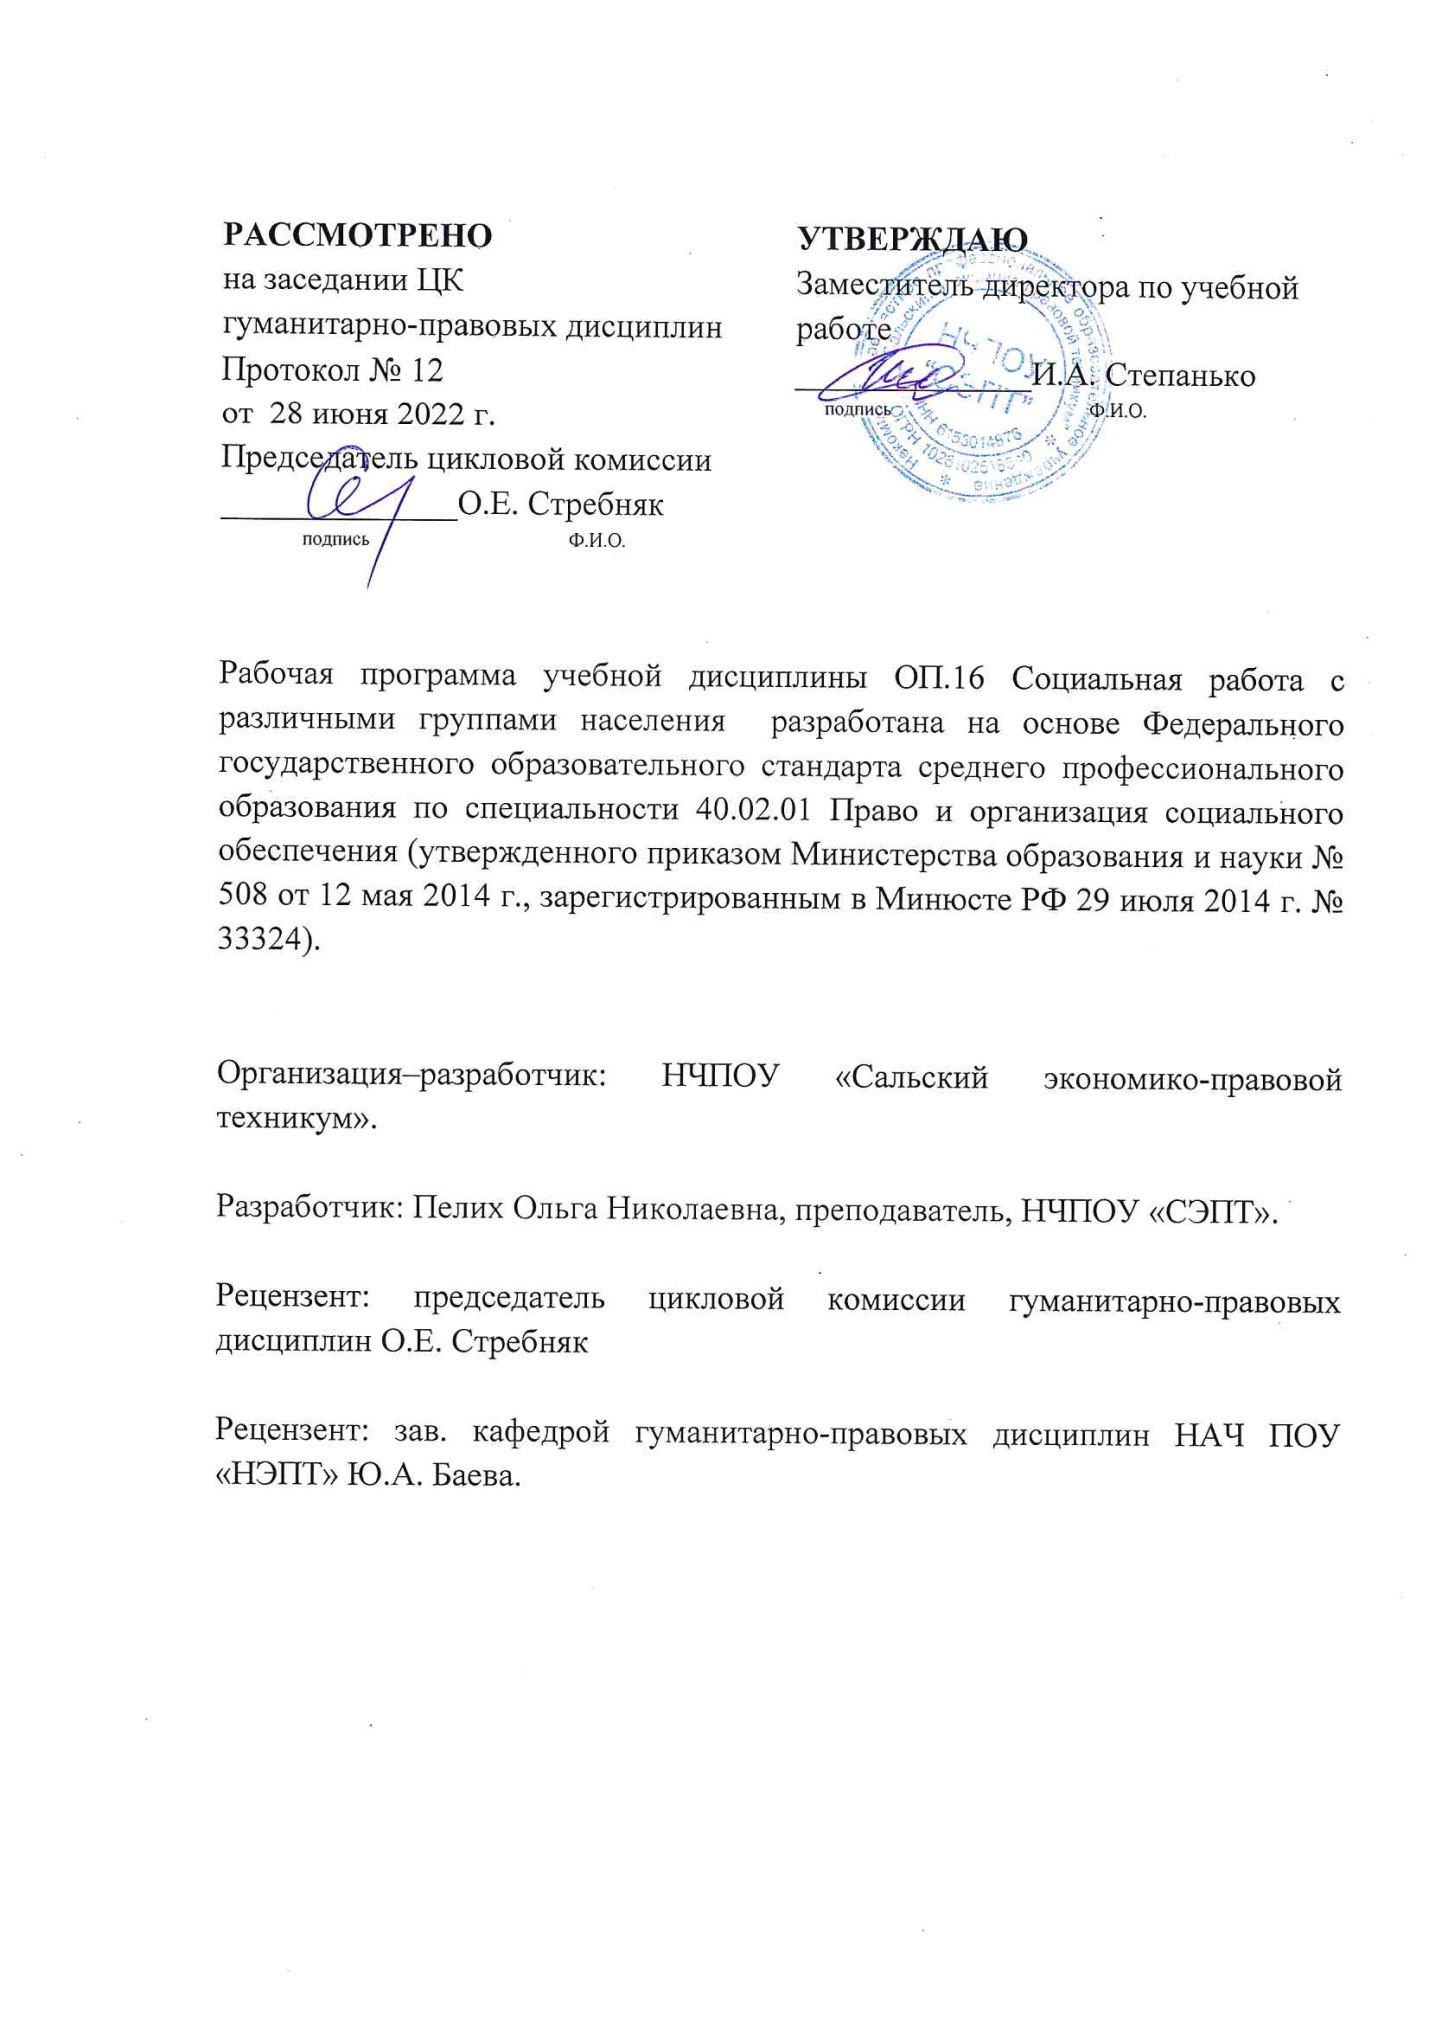 РАССМОТРЕНО
на заседании ЦК
гуманитарно-правовых дисциплин
Протокол № 12
от 28 июня 2022 г.
Председатель цикловой комиссии
О.Е. Стребняк
подпись Ф.И.О.
УТВЕРЖДАЮ
Заместитель директора по учебной
работе
И.А. Степанько
подпись Ф.И.О.
Рабочая программа учебной дисциплины ОП.16 Социальная работа с
различными группами населения разработана на основе Федерального
государственного образовательного стандарта среднего профессионального
образования по специальности 40.02.01 Право и организация социального
обеспечения (утвержденного приказом Министерства образования и науки №
508 от 12 мая 2014 г., зарегистрированным в Минюсте РФ 29 июля 2014 г. №
33324).
Организация–разработчик: НЧПОУ «Сальский экономико-правовой
техникум».
Разработчик: Пелих Ольга Николаевна, преподаватель, НЧПОУ «СЭПТ».
Рецензент: председатель цикловой комиссии гуманитарно-правовых
дисциплин О.Е. Стребняк
Рецензент: зав. кафедрой гуманитарно-правовых дисциплин НАЧ ПОУ
«НЭПТ» Ю.А. Баева.